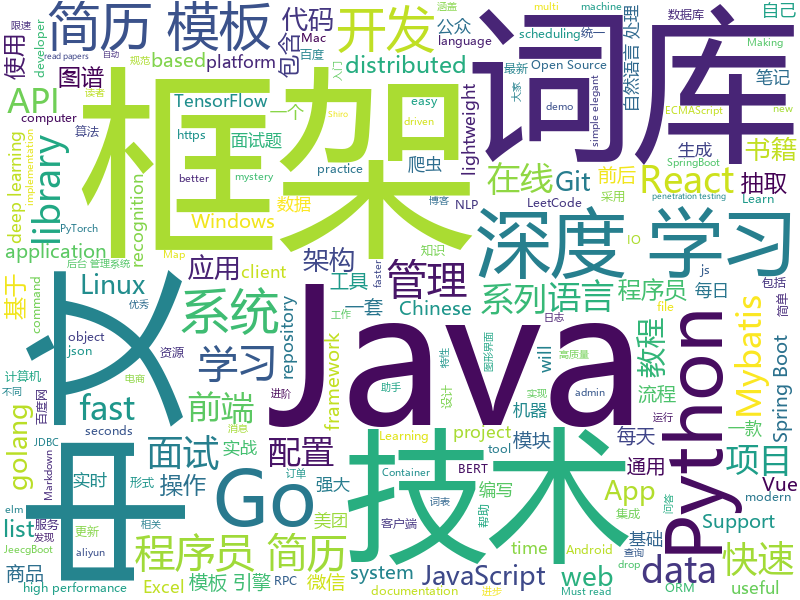 限速 简历 模板 开发 代码 公众 language scheduling 统一 multi 涵盖 machine 数据库 自己
developer 百度 使用 Mac 包含 based platform Open Source 最新 Making 自然语言 处理
read papers 自动 图谱 distributed 大家 入门 笔记
规范 API TensorFlow easy demo simple elegant ECMAScript new
读者 computer https 一个 面试题 driven lightweight 生成 SpringBoot 书籍
算法 practice 爬虫 在线 Git 前后 React 抽取
implementation deep learning library better mystery 博客 NLP LeetCode 采用 penetration testing Learn
框架 词库
Shiro
PyTorch Windows 数据 架构 知识 faster Map IO
后台 管理系统 recognition application client 管理 深度 学习
基于 Linux 应用 工具 js
command 优秀 系统 一套 Chinese 系列 语言 程序员 每日
object json 工作 repository 日志 will file 包括 简单
资源 学习 framework 图形界面 高质量 教程 Mybatis
计算机 汉 Java Python
不同 电商 fast 特性 设计 助手 实现 admin 流程 Spring Boot
百度网 golang seconds 前端 进阶 机器 通用 每天 一款
消息 Learning project 模块 运行
JDBC 面试 配置 tool BERT
Markdown 实战 Go 强大 编写 项目 Vue
实时 操作 订单 Container App 集成 modern
elm 形式 美团 客户端 技术 问答
list 更新 time 词表 帮助 基础 Support 快速
服务 相关 程序员 简历 Android 查询
JeecgBoot 发现 微信 system JavaScript web data
aliyun 模板 引擎 RPC drop ORM
商品 high performance Excel documentation 进步 Must read useful
母